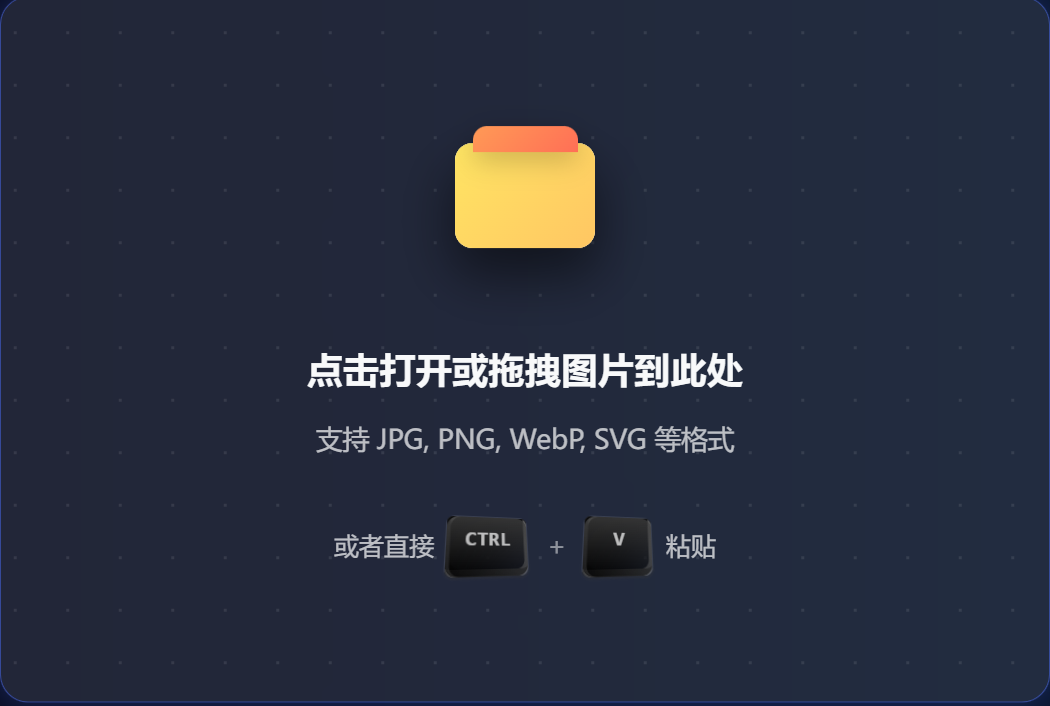 点击打开或拖拽图片到此处
支持 JPG, PNG, WebP, SVG 等格式
或者直接 CTRL + V 粘贴